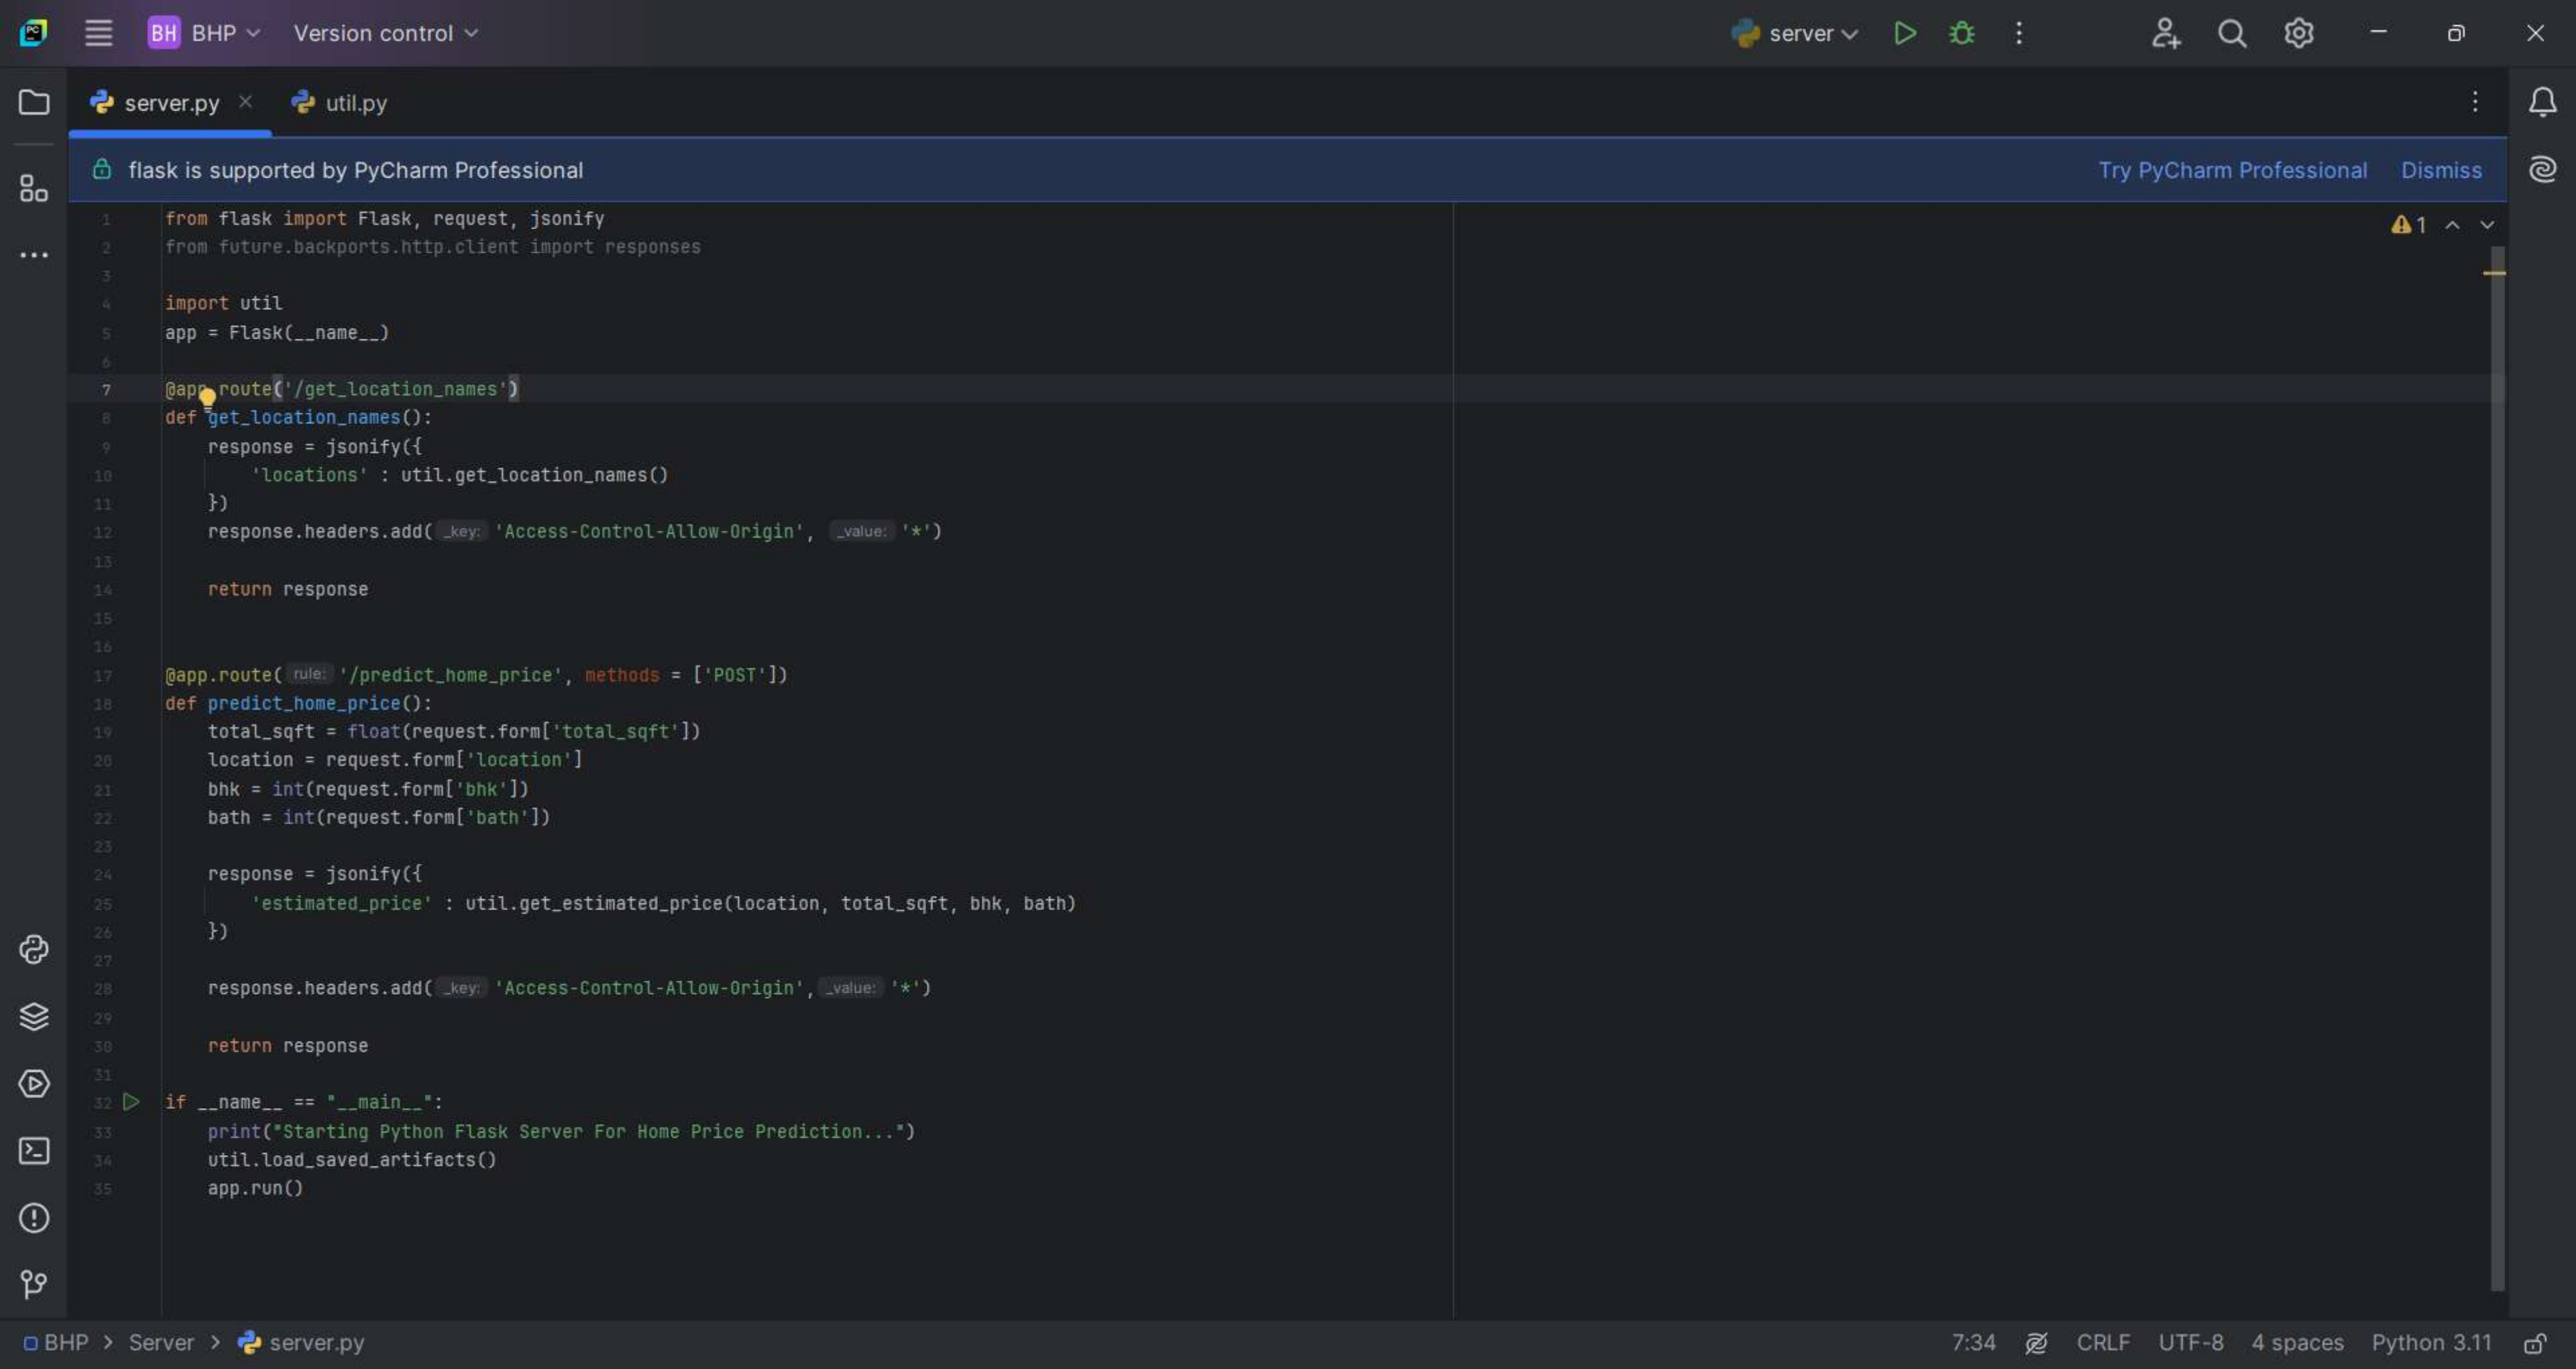 PC BH BHP Version control server
server.py util.py
flask is supported by PyCharm Professional Try PyCharm Professional Dismiss
1 from flask import Flask, request, jsonify
2 from future.backports.http.client import responses
3
4 import util
5 app = Flask(__name__)
6
7 @app.route('/get_location_names')
8 def get_location_names():
9 response = jsonify({
10 'locations' : util.get_location_names()
11 })
12 response.headers.add( _key: 'Access-Control-Allow-Origin', _value: '*')
13
14 return response
15
16
17 @app.route( rule: '/predict_home_price', methods = ['POST'])
18 def predict_home_price():
19 total_sqft = float(request.form['total_sqft'])
20 location = request.form['location']
21 bhk = int(request.form['bhk'])
22 bath = int(request.form['bath'])
23
24 response = jsonify({
25 'estimated_price' : util.get_estimated_price(location, total_sqft, bhk, bath)
26 })
27
28 response.headers.add( _key: 'Access-Control-Allow-Origin', _value: '*')
29
30 return response
31
32 if __name__ == "__main__":
33 print("Starting Python Flask Server For Home Price Prediction...")
34 util.load_saved_artifacts()
35 app.run()
1
BHP > Server > server.py 7:34 CRLF UTF-8 4 spaces Python 3.11